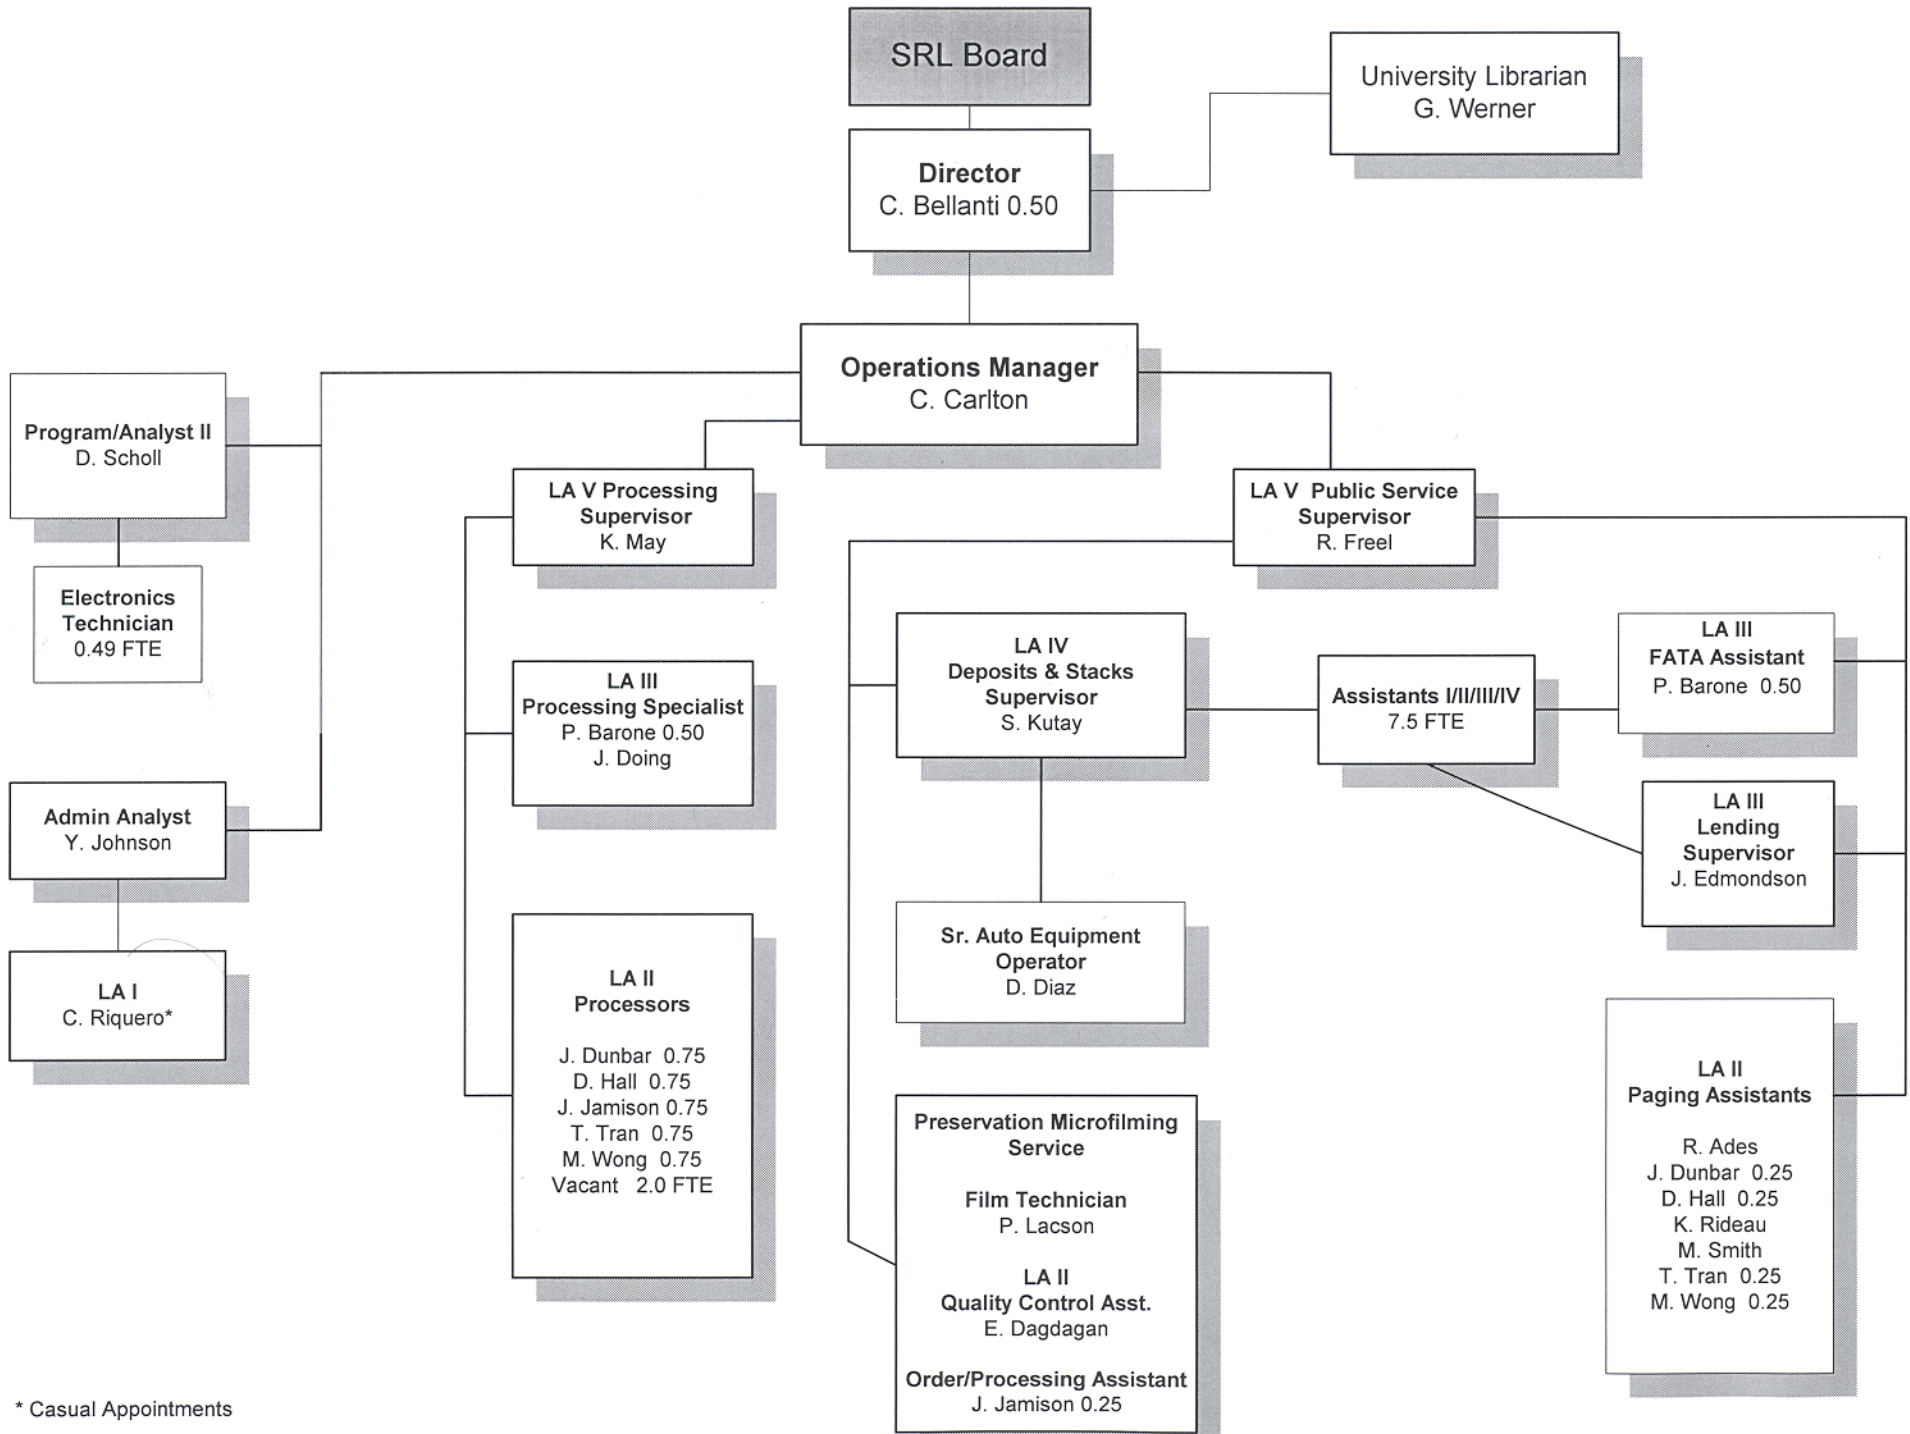 SRL Board
University Librarian
G. Werner
Director
C. Bellanti 0.50
Operations Manager
C. Carlton
Program/Analyst II
D. Scholl
Electronics
Technician
0.49 FTE
Admin Analyst
Y. Johnson
LA I
C. Riquero*
LA V Processing
Supervisor
K. May
LA III
Processing Specialist
P. Barone 0.50
J. Doing
LA II
Processors
J. Dunbar 0.75
D. Hall 0.75
J. Jamison 0.75
T. Tran 0.75
M. Wong 0.75
Vacant 2.0 FTE
LA V Public Service
Supervisor
R. Freel
LA IV
Deposits & Stacks
Supervisor
S. Kutay
Sr. Auto Equipment
Operator
D. Diaz
Preservation Microfilming
Service
Film Technician
P. Lacson
LA II
Quality Control Asst.
E. Dagdagan
Order/Processing Assistant
J. Jamison 0.25
Assistants I/II/III/IV
7.5 FTE
LA III
FATA Assistant
P. Barone 0.50
LA III
Lending
Supervisor
J. Edmondson
LA II
Paging Assistants
R. Ades
J. Dunbar 0.25
D. Hall 0.25
K. Rideau
M. Smith
T. Tran 0.25
M. Wong 0.25
* Casual Appointments